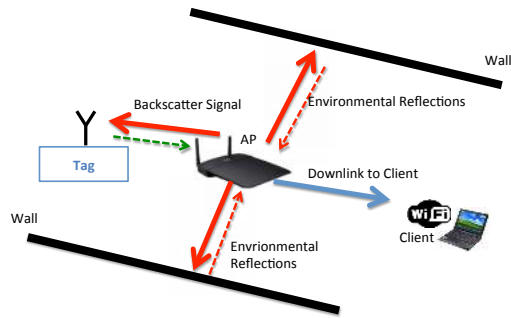 Wall
Backscatter Signal
Environmental Reflections
AP
Tag
Downlink to Client
Wall
WiFi
Client
Envrionmental
Reflections